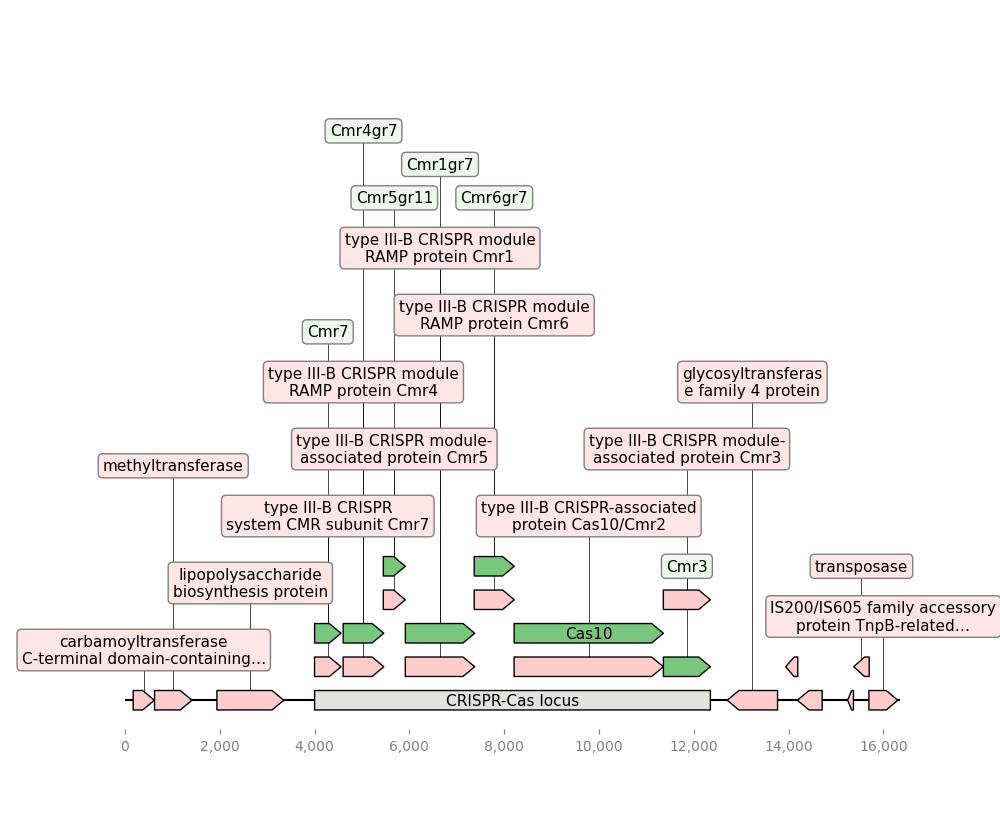 Cmr4gr7
Cmr1gr7
Cmr5gr11
Cmr6gr7
type III-B CRISPR module
RAMP protein Cmr1
type III-B CRISPR module
RAMP protein Cmr6
Cmr7
type III-B CRISPR module
RAMP protein Cmr4
glycosyltransferas
e family 4 protein
type III-B CRISPR module-
associated protein Cmr5
type III-B CRISPR module-
associated protein Cmr3
methyltransferase
type III-B CRISPR
system CMR subunit Cmr7
type III-B CRISPR-associated
protein Cas10/Cmr2
lipopolysaccharide
biosynthesis protein
Cmr3
transposase
IS200/IS605 family accessory
protein TnpB-related…
carbamoyltransferase
C-terminal domain-containing…
Cas10
CRISPR-Cas locus
0
2,000
4,000
6,000
8,000
10,000
12,000
14,000
16,000